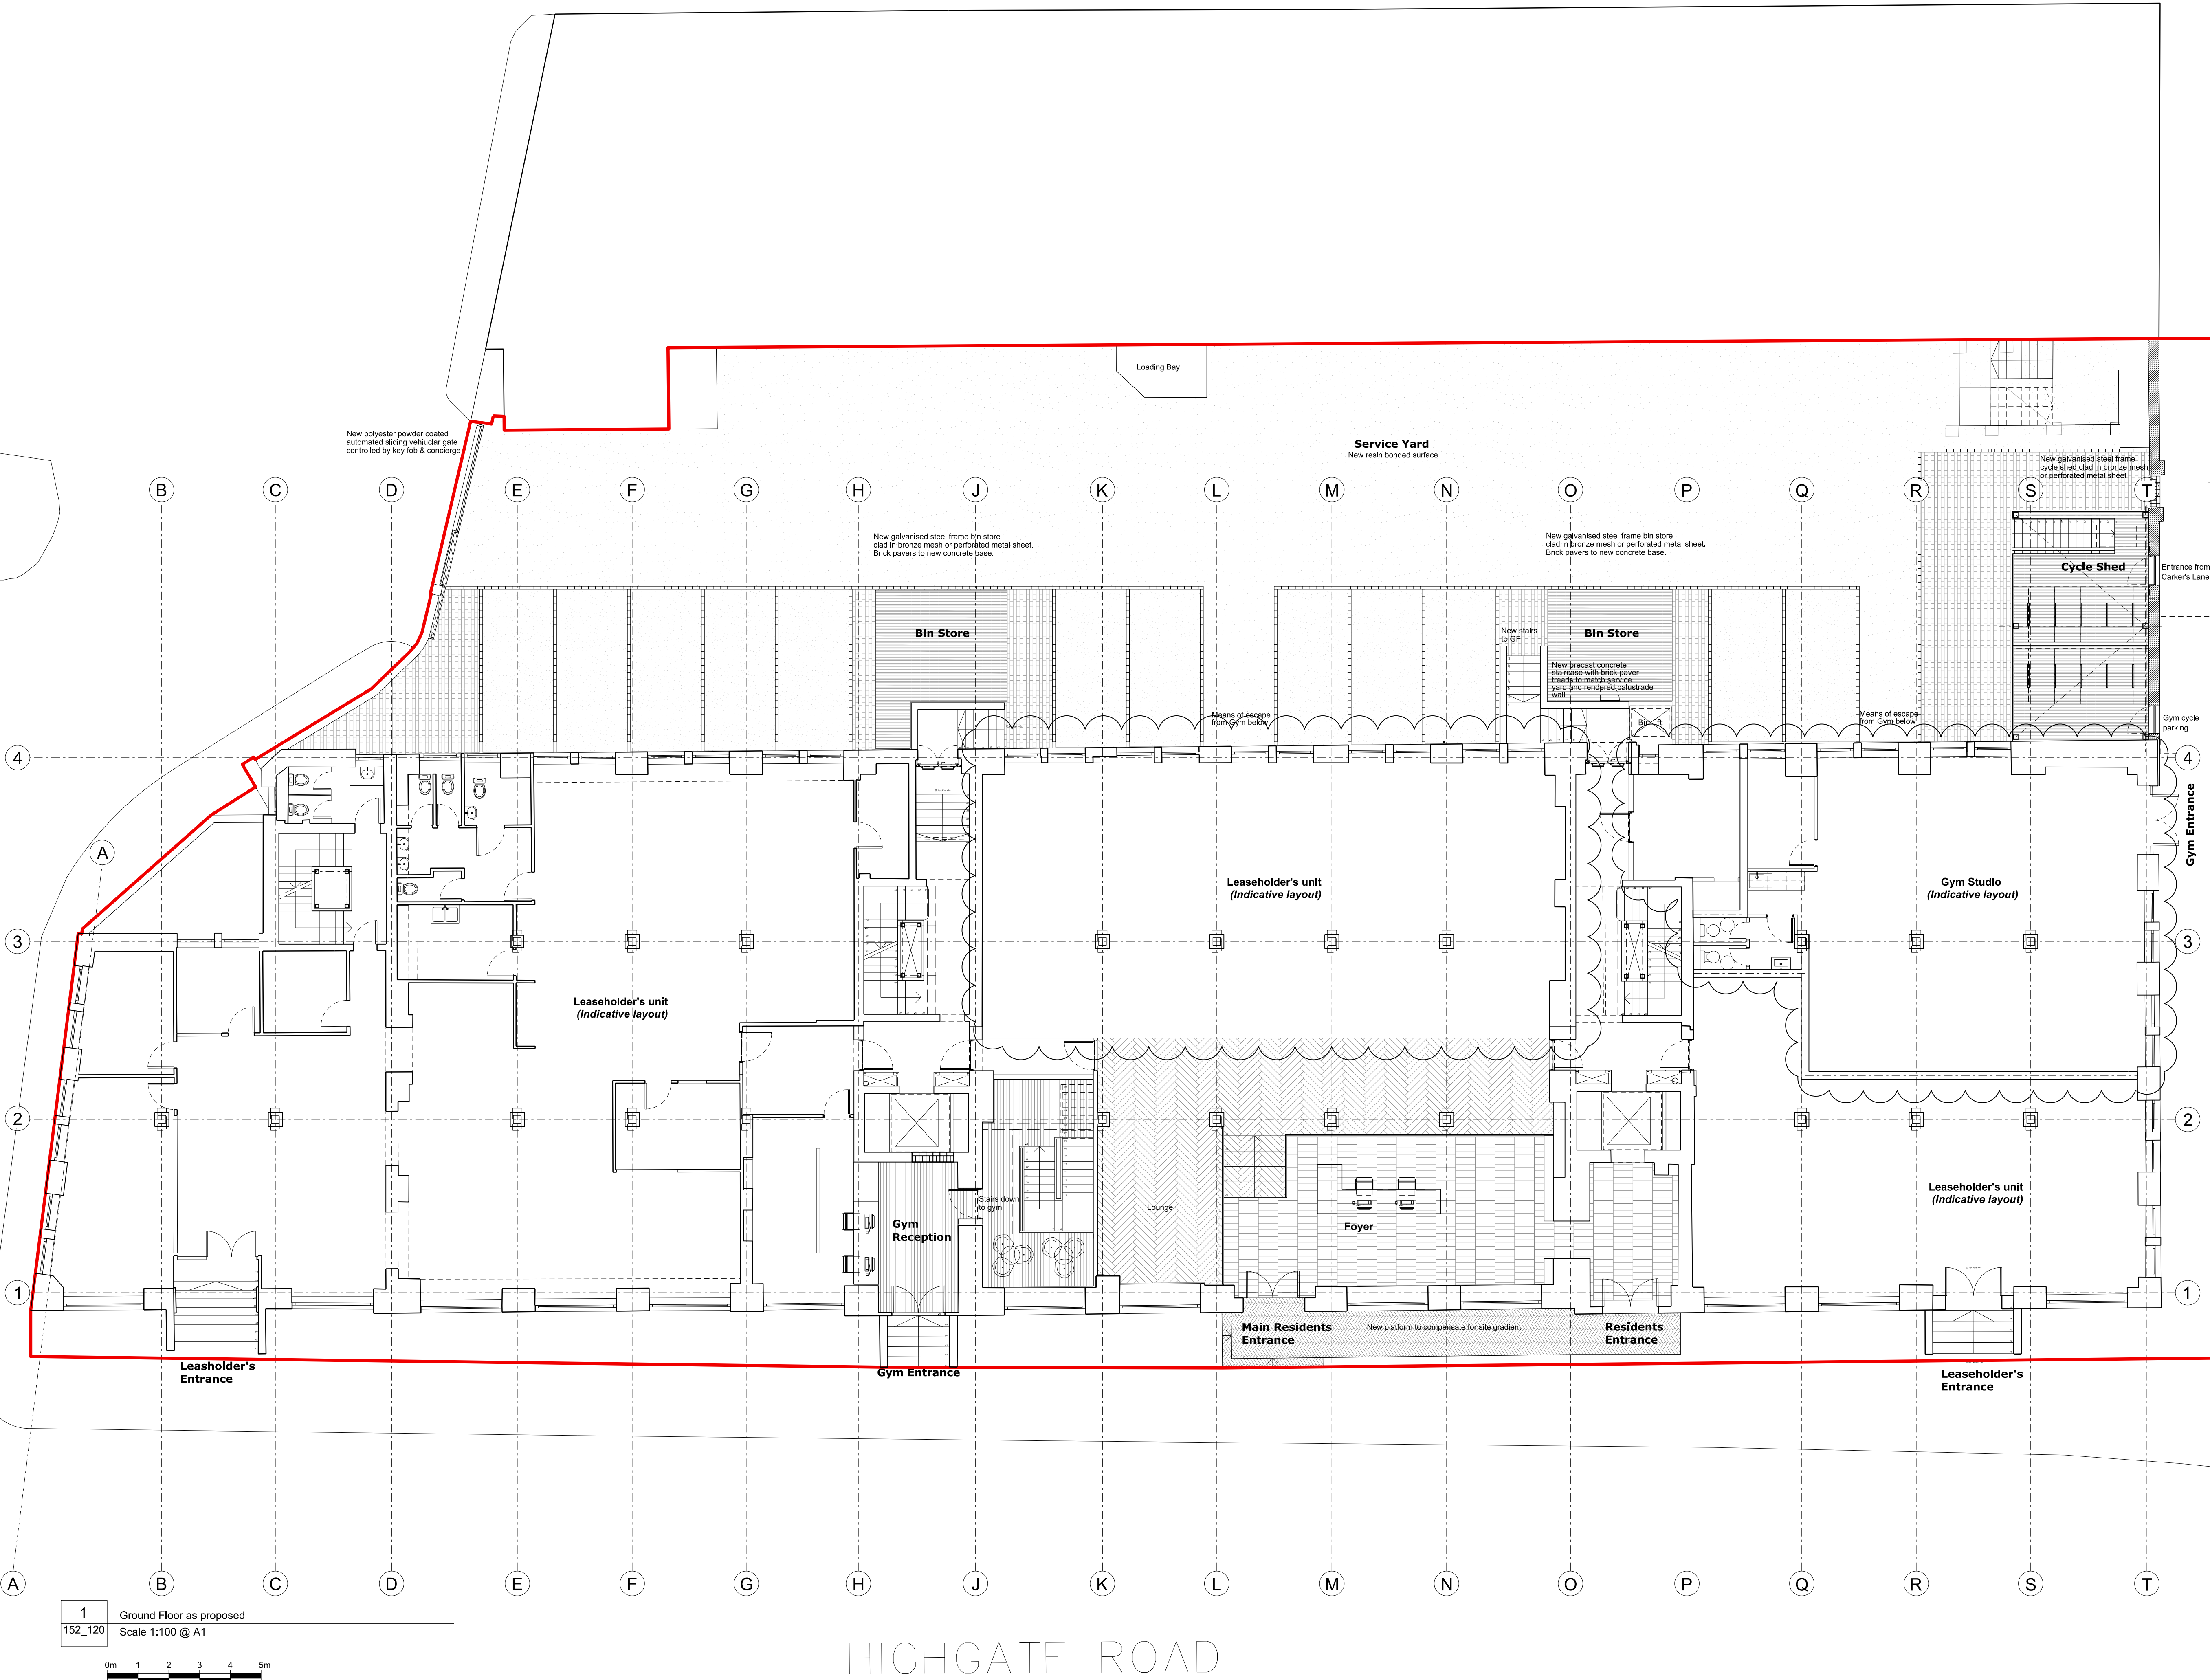 Loading Bay
New polyester powder coated
automated sliding vehiuclar gate
controlled by key fob & concierge
Service Yard
New resin bonded surface
New galvanised steel frame
cycle shed clad in bronze mesh
or perforated metal sheet
B
C
D
E
F
G
H
J
K
L
M
N
O
P
Q
R
S
T
New galvanised steel frame bin store
clad in bronze mesh or perforated metal sheet.
Brick pavers to new concrete base.
New galvanised steel frame bin store
clad in bronze mesh or perforated metal sheet.
Brick pavers to new concrete base.
Cycle Shed
Entrance from
Carker's Lane
Bin Store
New stairs
to GF
Bin Store
New precast concrete
staircase with brick paver
treads to match service
yard and rendered balustrade
wall
Means of escape
from Gym below
Bin lift
Means of escape
from Gym below
Gym cycle
parking
4
4
Gym Entrance
A
Leaseholder's unit
(Indicative layout)
Gym Studio
(Indicative layout)
3
3
Leaseholder's unit
(Indicative layout)
2
2
Leaseholder's unit
(Indicative layout)
Stairs down
to gym
Lounge
Gym
Reception
Foyer
1
1
Main Residents
Entrance
New platform to compensate for site gradient
Residents
Entrance
Leasholder's
Entrance
Gym Entrance
Leaseholder's
Entrance
A
B
C
D
E
F
G
H
J
K
L
M
N
O
P
Q
R
S
T
1
Ground Floor as proposed
152_120
Scale 1:100 @ A1
0m 1 2 3 4 5m
HIGHGATE ROAD